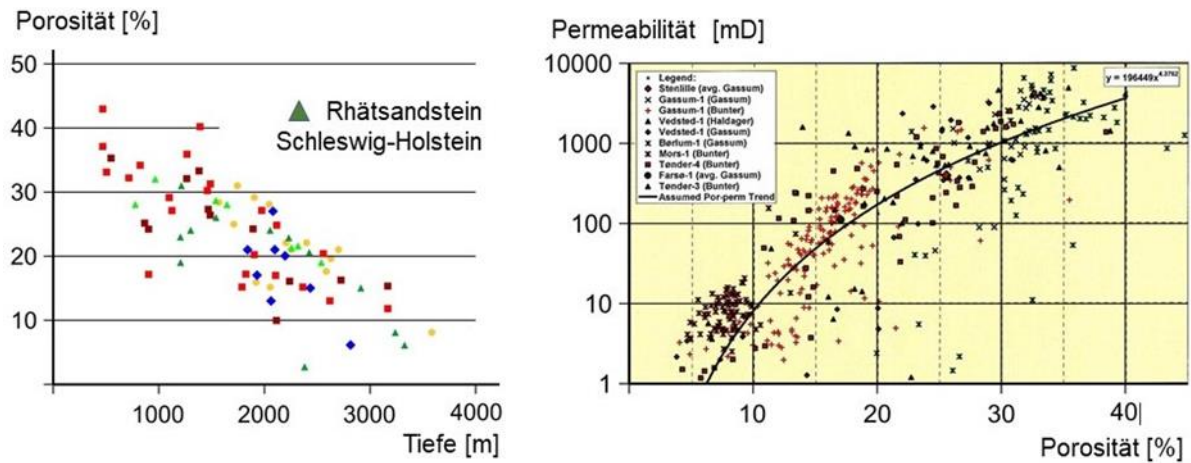 Porosität [%]
50
40
30
20
10
Rhätsandstein
Schleswig-Holstein
1000
2000
3000
4000
Tiefe [m]
Permeabilität [mD]
10000
1000
100
10
1
Legend:
Stenlille (avg. Gassum)
Gassum-1 (Gassum)
Gassum-1 (Bunter)
Vedsted-1 (Haldager)
Vedsted-1 (Gassum)
Børlum-1 (Gassum)
Mors-1 (Bunter)
Tønder-4 (Bunter)
Farsø-1 (avg. Gassum)
Tønder-3 (Bunter)
Assumed Por-perm Trend
y = 196449x^4.3762
10
20
30
40
Porosität [%]